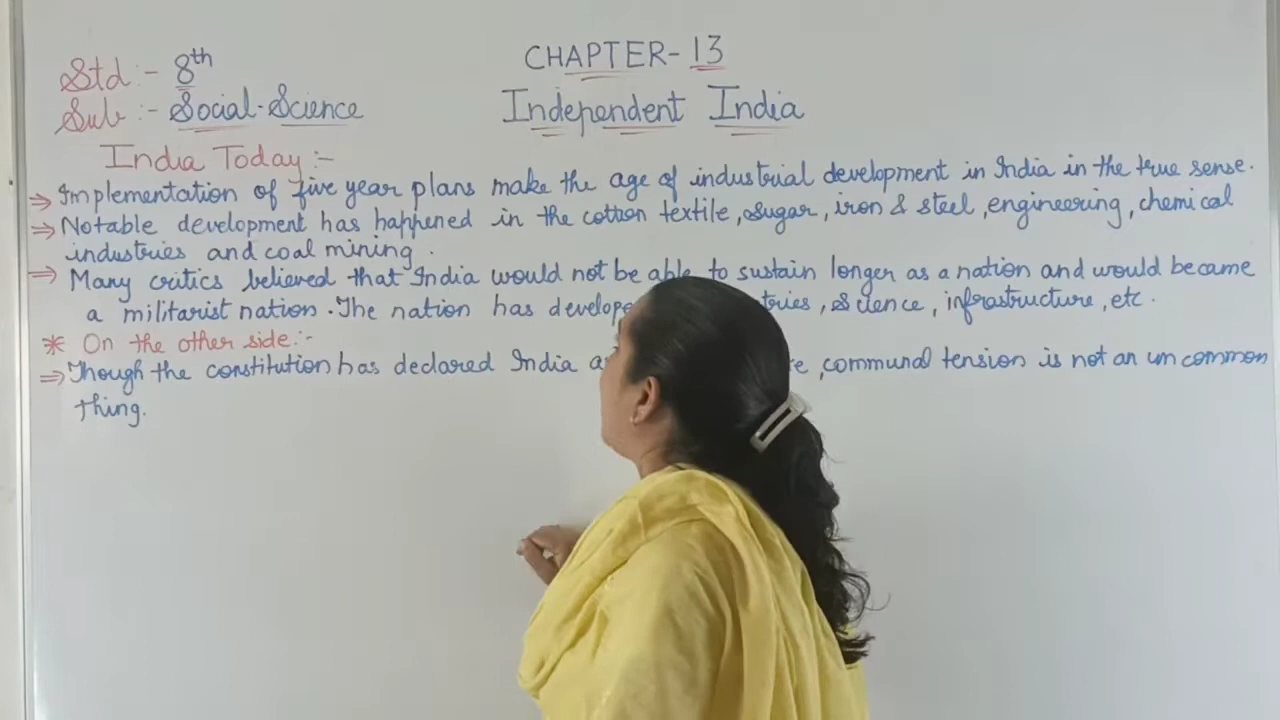 Std :- 8th
Sub :- Social-Science
CHAPTER-13
Independent India
India Today :-
⇒ Implementation of five year plans make the age of industrial development in India in the true sense.
⇒ Notable development has happened in the cotton textile, sugar, iron & steel, engineering, chemical
industries and coal mining.
⇒ Many critics believed that India would not be able to sustain longer as a nation and would became
a militarist nation. The nation has develope tries, science, infrastructure, etc.
* On the other side:-
⇒ Though the constitution has declared India a e, communal tension is not an un common
thing.